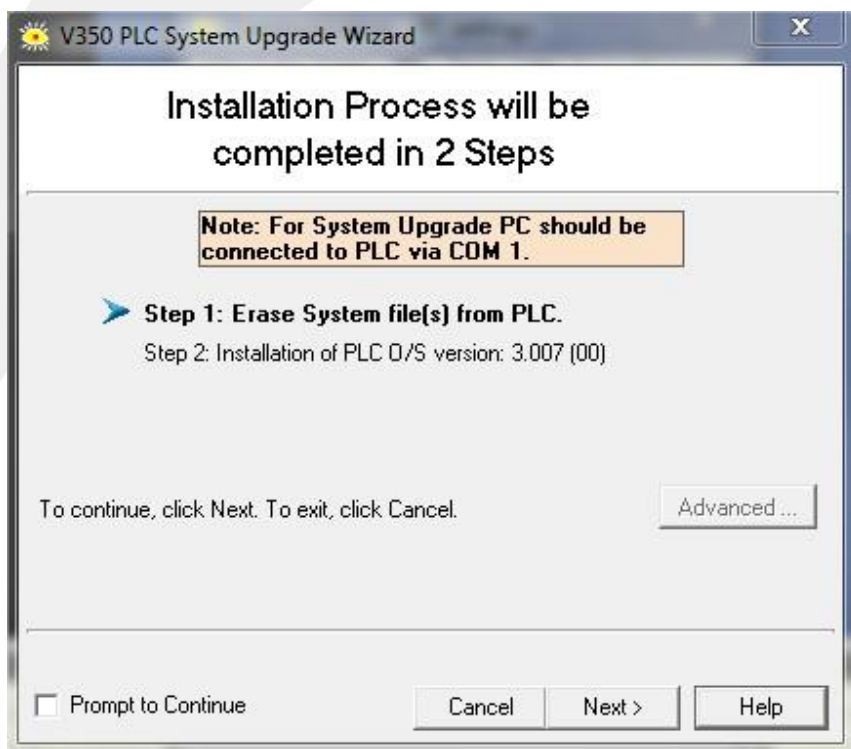 V350 PLC System Upgrade Wizard
Installation Process will be
completed in 2 Steps
Note: For System Upgrade PC should be
connected to PLC via COM 1.
Step 1: Erase System file(s) from PLC.
Step 2: Installation of PLC O/S version: 3.007 (00)
To continue, click Next. To exit, click Cancel.
Advanced ...
Prompt to Continue
Cancel
Next >
Help